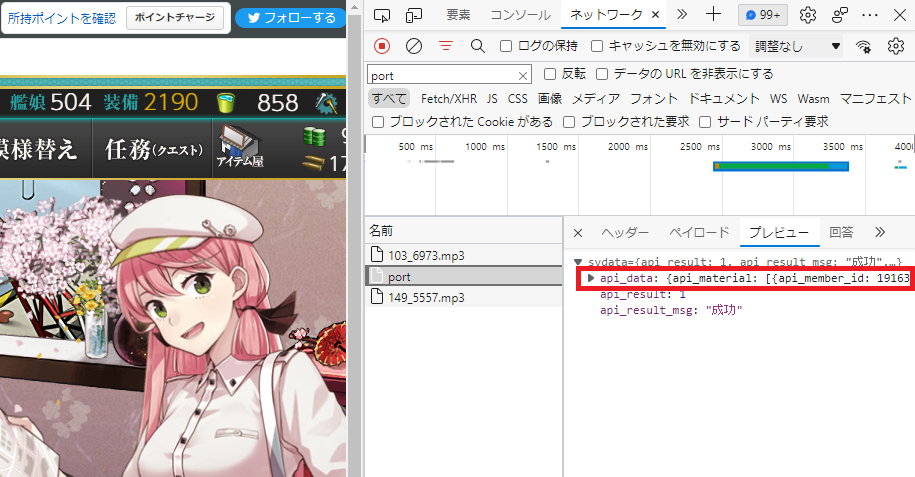 所持ポイントを確認 ポイントチャージ フォローする
艦娘 504 装備 2190 858
模様替え 任務(クエスト) アイテム屋
要素 コンソール ネットワーク 99+
ログの保持 キャッシュを無効にする 調整なし
port
反転 データの URL を非表示にする
すべて Fetch/XHR JS CSS 画像 メディア フォント ドキュメント WS Wasm マニフェスト
ブロックされた Cookie がある ブロックされた要求 サード パーティ要求
500 ms 1000 ms 1500 ms 2000 ms 2500 ms 3000 ms 3500 ms 4000
名前
103_6973.mp3
port
149_5557.mp3
ヘッダー ペイロード プレビュー 回答
svdata={api_result: 1, api_result_msg: "成功",…}
api_data: {api_material: [{api_member_id: 19163
api_result: 1
api_result_msg: "成功"